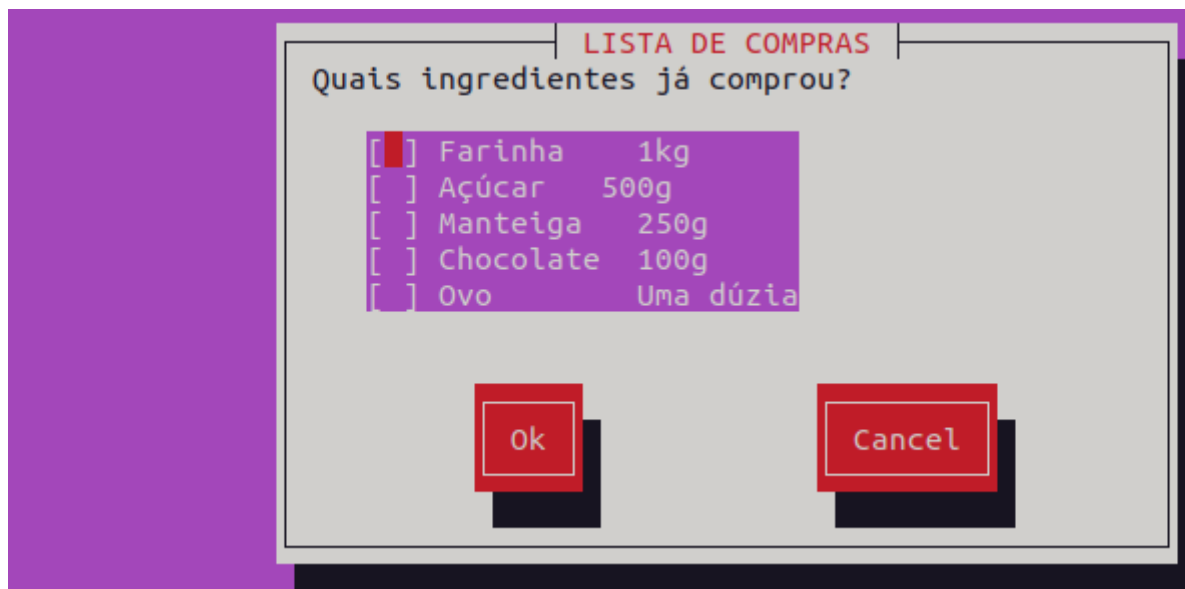 LISTA DE COMPRAS
Quais ingredientes já comprou?
[ ] Farinha    1kg
[ ] Açúcar   500g
[ ] Manteiga   250g
[ ] Chocolate  100g
[ ] Ovo        Uma dúzia
Ok Cancel